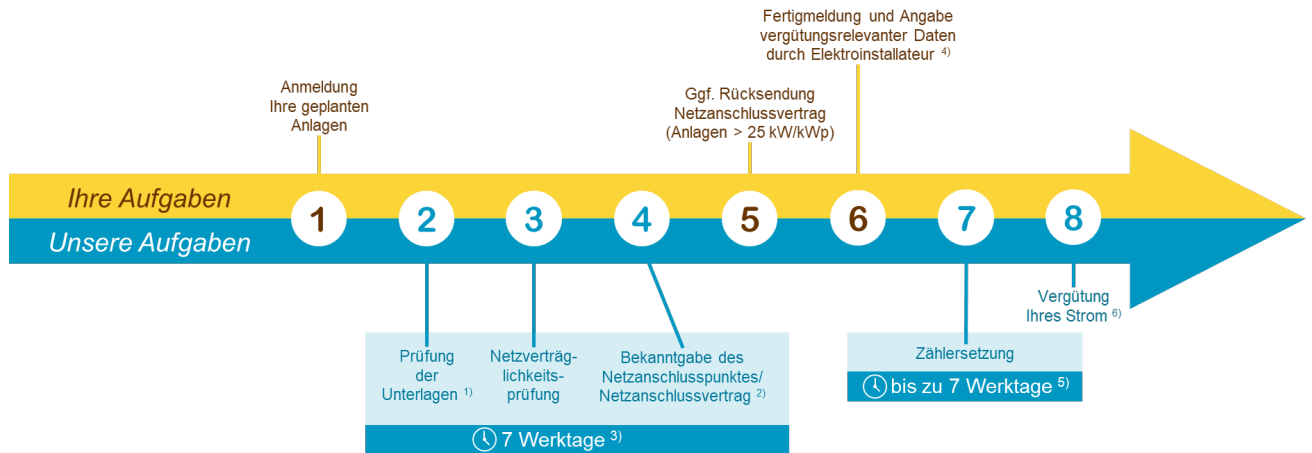 Fertigmeldung und Angabe
vergütungsrelevanter Daten
durch Elektroinstallateur 4)
Anmeldung
Ihre geplanten
Anlagen
Ggf. Rücksendung
Netzanschlussvertrag
(Anlagen > 25 kW/kWp)
Ihre Aufgaben
Unsere Aufgaben
1
2
3
4
5
6
7
8
Prüfung
der
Unterlagen 1)
Netzverträg-
lichkeits-
prüfung
Bekanntgabe des
Netzanschlusspunktes/
Netzanschlussvertrag 2)
7 Werktage 3)
Zählersetzung
bis zu 7 Werktage 5)
Vergütung
Ihres Strom 6)